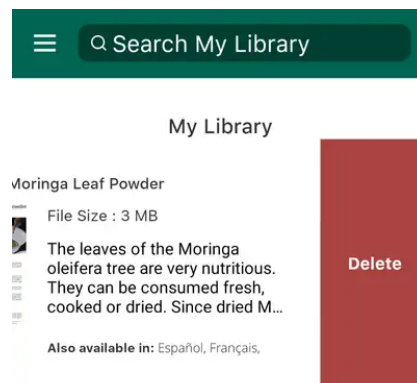 Search My Library
My Library
Moringa Leaf Powder
File Size : 3 MB
The leaves of the Moringa
oleifera tree are very nutritious.
They can be consumed fresh,
cooked or dried. Since dried M...
Delete
Also available in: Español, Français,